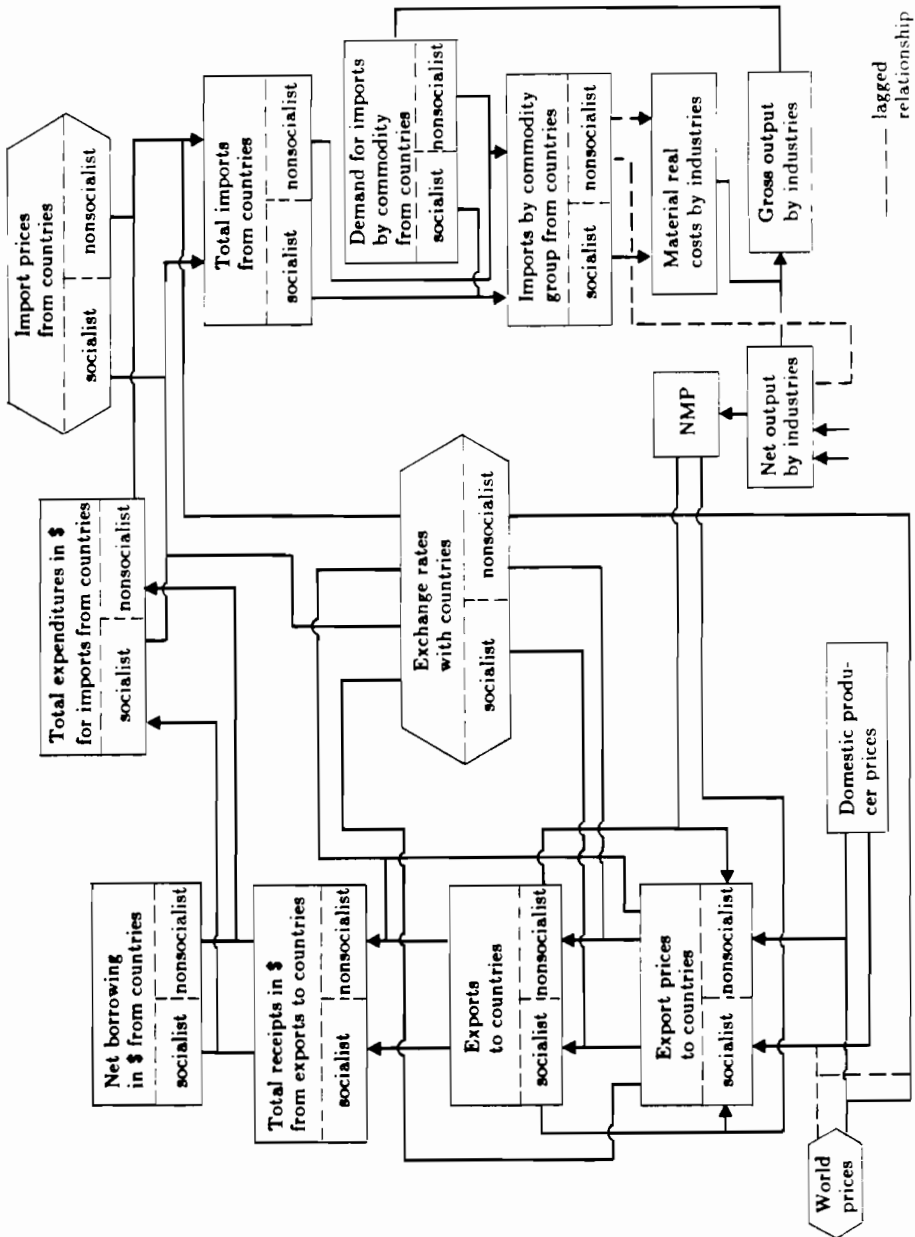 Import prices
from countries
socialist
nonsocialist
Total expenditures in $
for imports from countries
socialist
nonsocialist
Net borrowing
in $ from countries
socialist
nonsocialist
Total imports
from countries
socialist
nonsocialist
Total receipts in $
from exports to countries
socialist
nonsocialist
Demand for imports
by commodity
from countries
socialist
nonsocialist
Exchange rates
with countries
socialist
nonsocialist
Exports
to countries
socialist
nonsocialist
Imports by commodity
group from countries
socialist
nonsocialist
Export prices
to countries
socialist
nonsocialist
NMP
Material real
costs by industries
Net output
by industries
Gross output
by industries
Domestic produ-
cer prices
World
prices
lagged
relationship